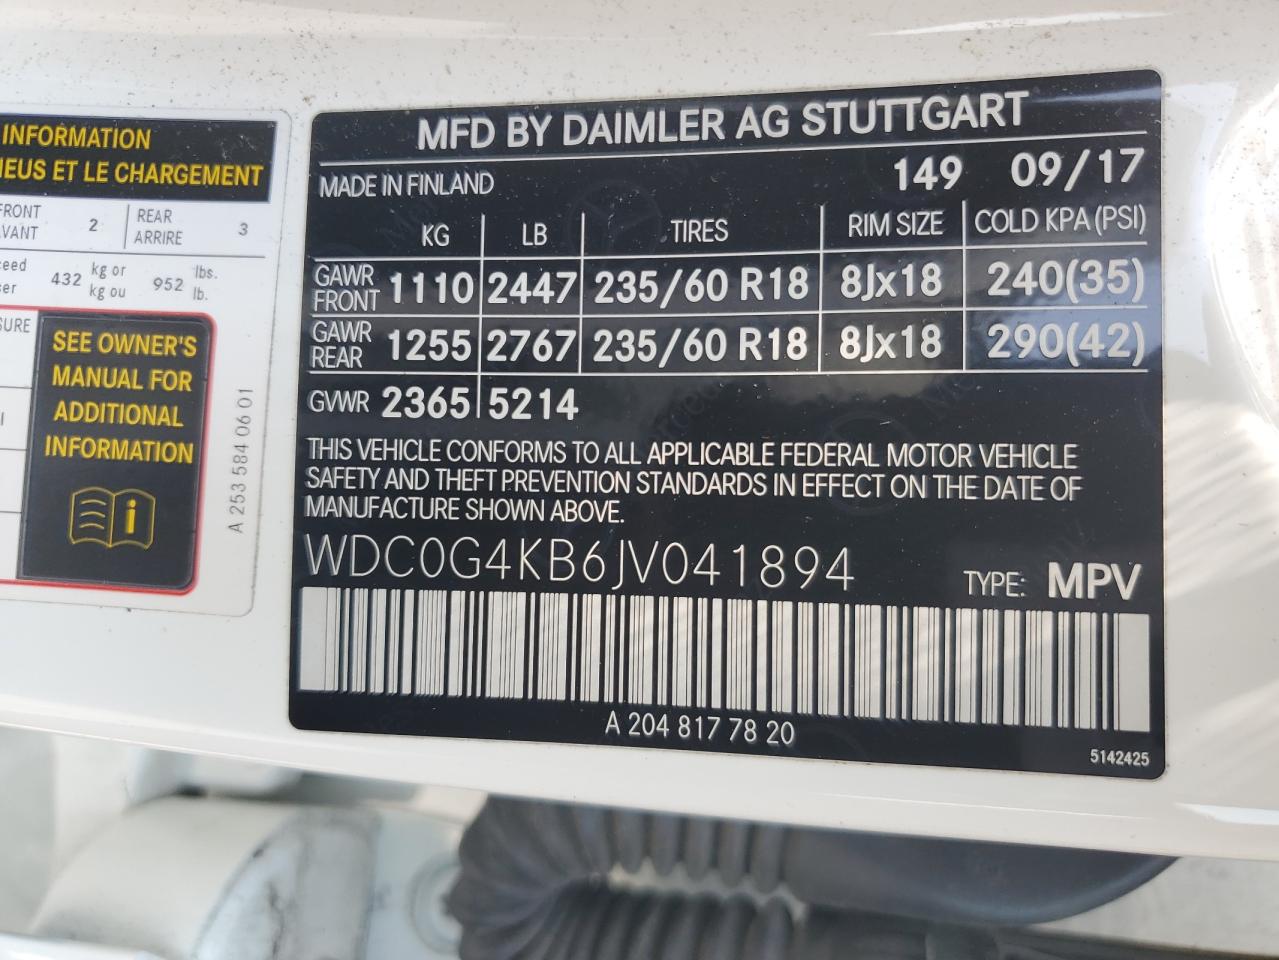 INFORMATION
NEUS ET LE CHARGEMENT
FRONT
AVANT 2
REAR
ARRIÈRE 3
432 kg or
kg ou 952 lbs.
lb.
SEE OWNER'S
MANUAL FOR
ADDITIONAL
INFORMATION
A 253 584 06 01
MFD BY DAIMLER AG STUTTGART
MADE IN FINLAND 149 09/17
KG LB TIRES RIM SIZE COLD KPA (PSI)
GAWR
FRONT 1110 2447 235/60 R18 8Jx18 240(35)
GAWR
REAR 1255 2767 235/60 R18 8Jx18 290(42)
GVWR 2365 5214
THIS VEHICLE CONFORMS TO ALL APPLICABLE FEDERAL MOTOR VEHICLE
SAFETY AND THEFT PREVENTION STANDARDS IN EFFECT ON THE DATE OF
MANUFACTURE SHOWN ABOVE.
WDC0G4KB6JV041894 TYPE: MPV
A 204 817 78 20
5142425